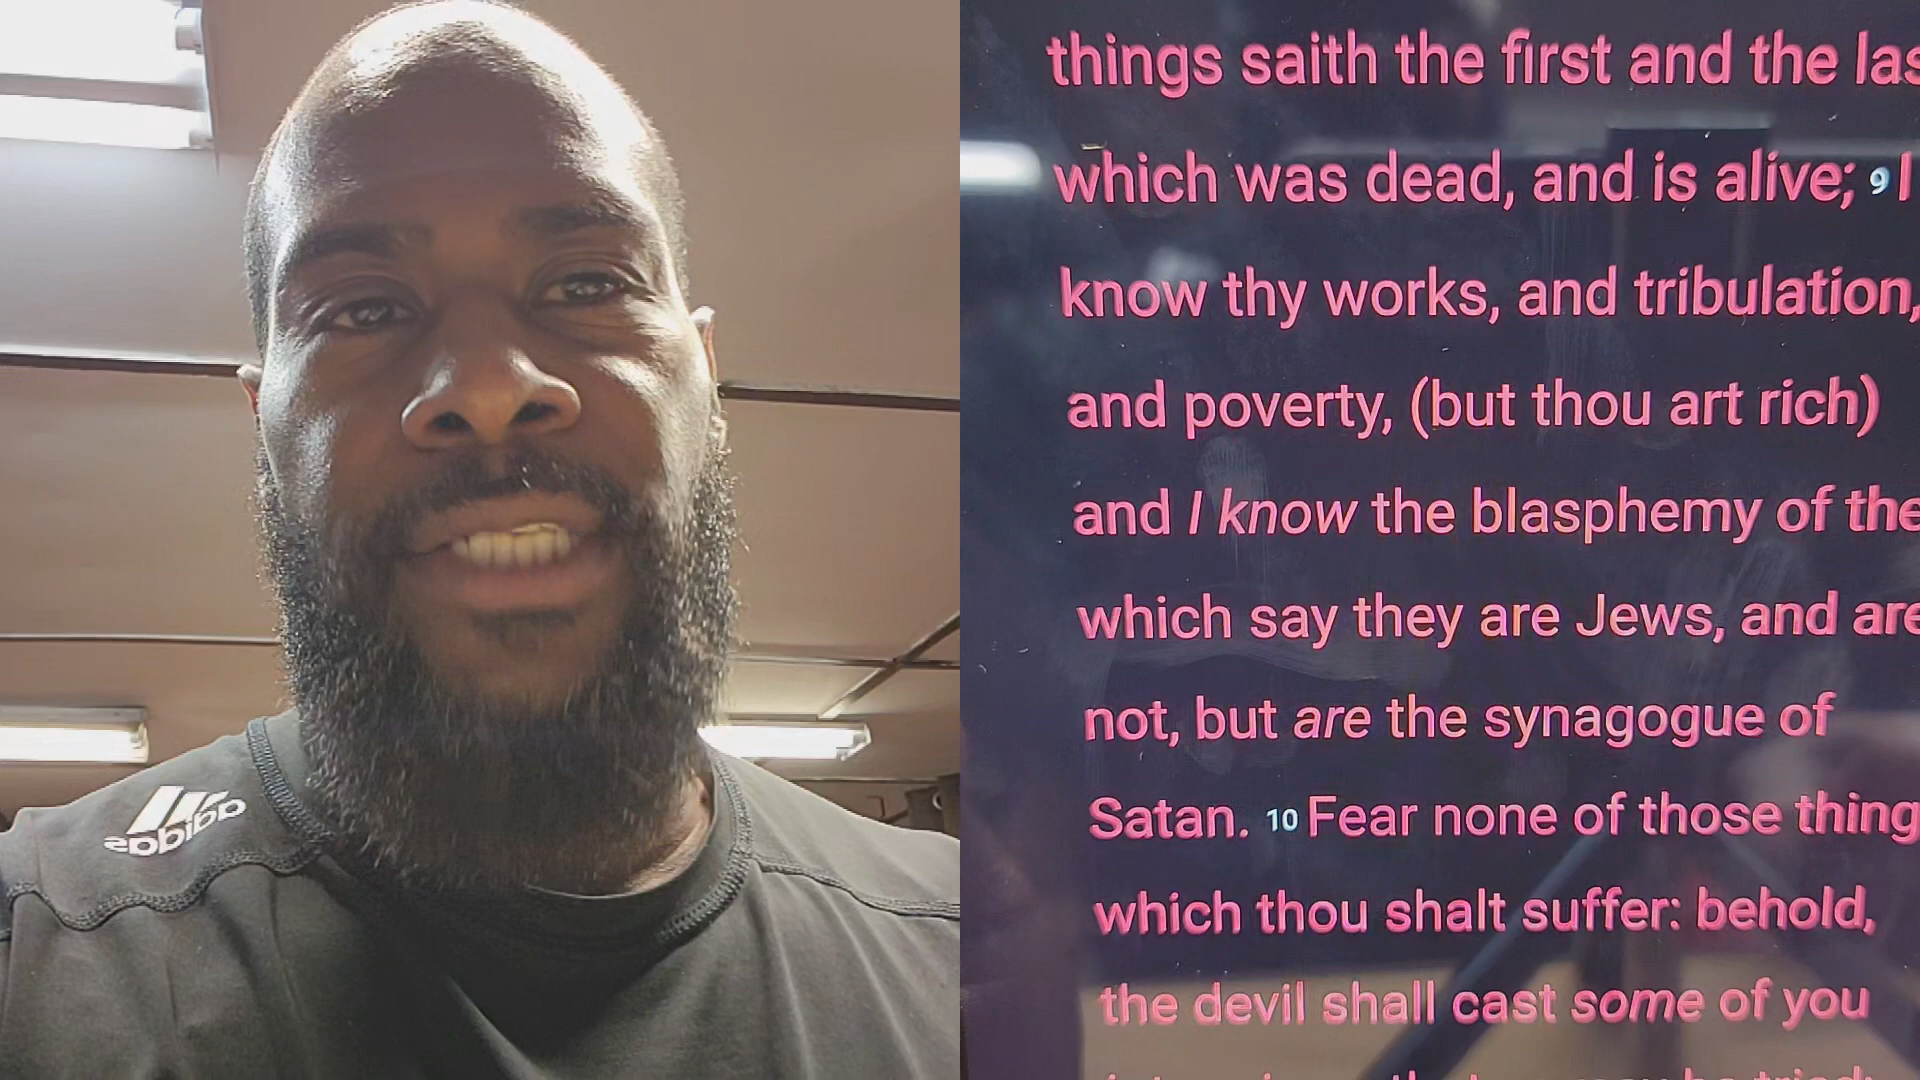 adidas
things saith the first and the las
which was dead, and is alive; 9 I
know thy works, and tribulation,
and poverty, (but thou art rich)
and I know the blasphemy of the
which say they are Jews, and are
not, but are the synagogue of
Satan. 10 Fear none of those thing
which thou shalt suffer: behold,
the devil shall cast some of you